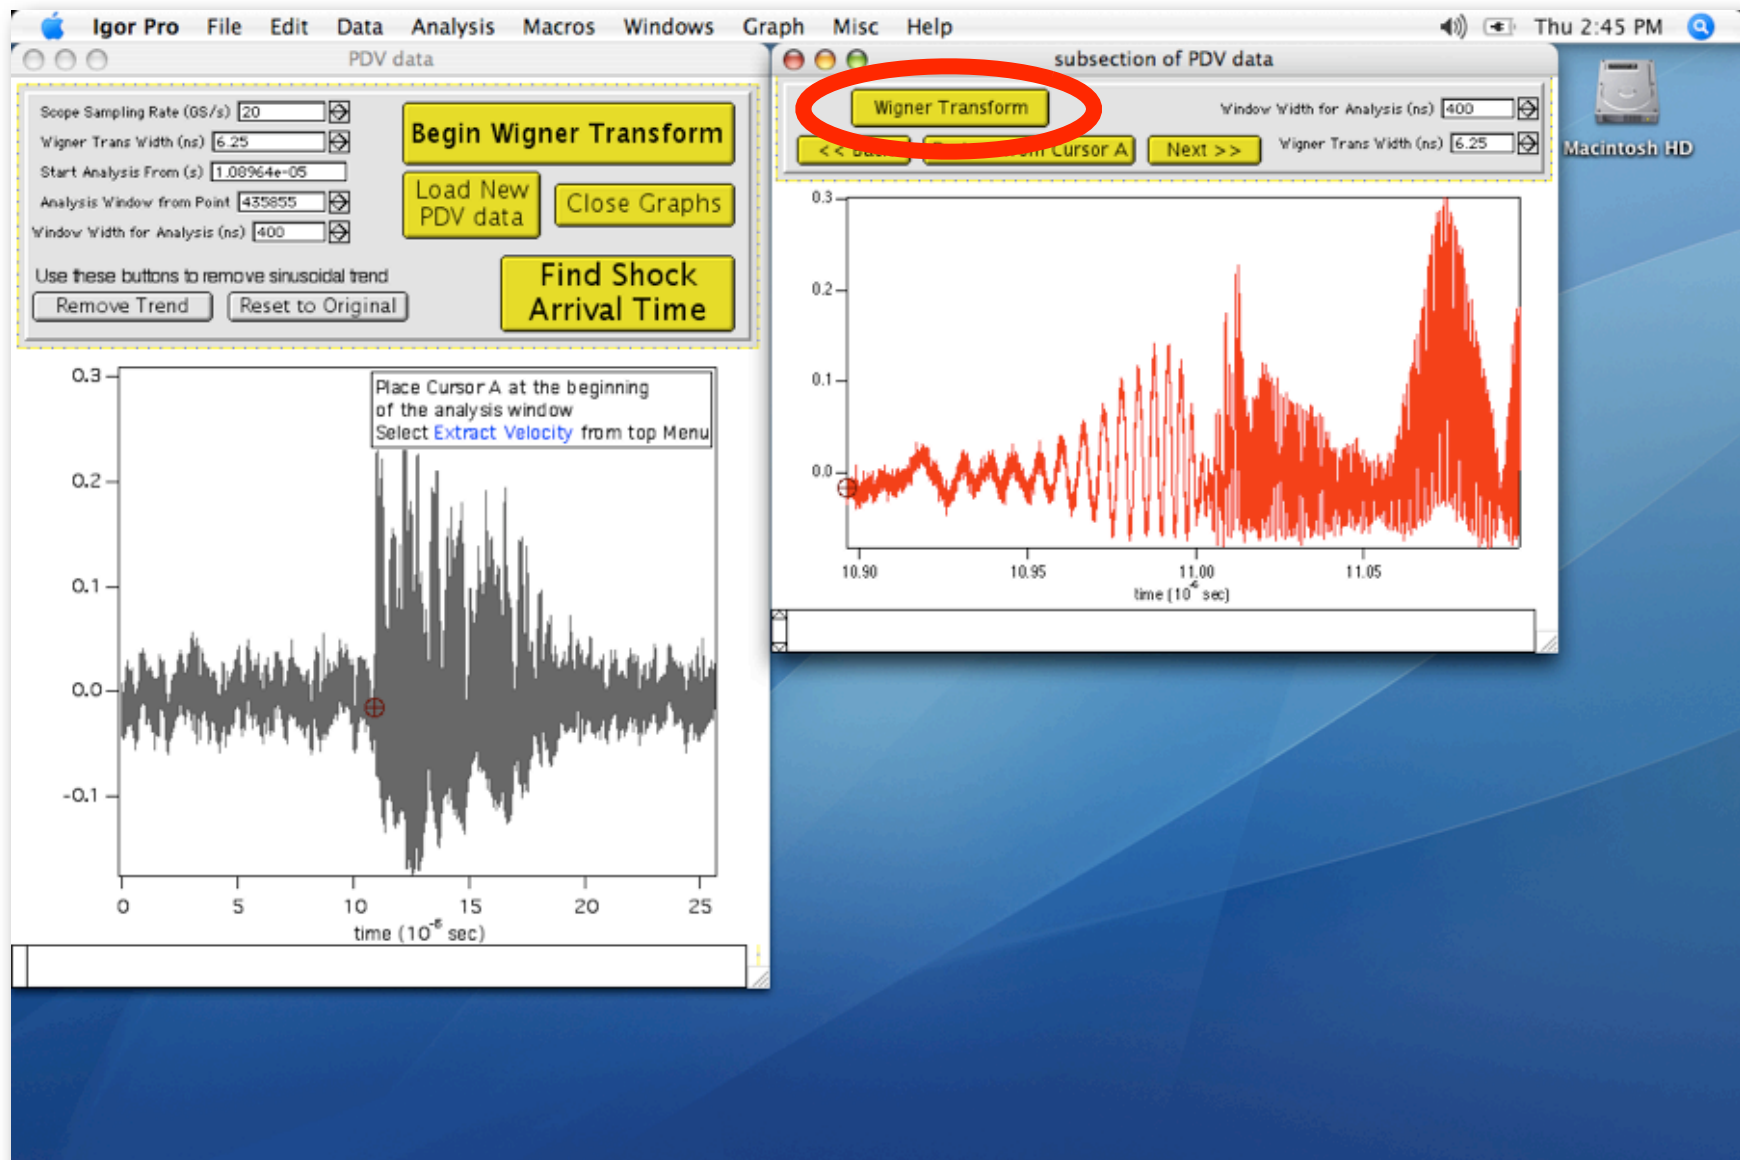 Igor Pro File Edit Data Analysis Macros Windows Graph Misc Help Thu 2:45 PM
PDV data
Scope Sampling Rate (GS/s) 20
Wigner Trans Width (ns) 6.25
Start Analysis From (s) 1.08964e-05
Analysis Window from Point 435855
Window Width for Analysis (ns) 400
Begin Wigner Transform
Load New
PDV data
Close Graphs
Use these buttons to remove sinusoidal trend
Remove Trend Reset to Original
Find Shock
Arrival Time
Place Cursor A at the beginning
of the analysis window
Select Extract Velocity from top Menu
0.3
0.2
0.1
0.0
-0.1
0 5 10 15 20 25
time (10⁻⁶ sec)
subsection of PDV data
Wigner Transform
Window Width for Analysis (ns) 400
<< Cursor A Next >>
Wigner Trans Width (ns) 6.25
0.3
0.2
0.1
0.0
10.90 10.95 11.00 11.05
time (10⁻⁶ sec)
Macintosh HD